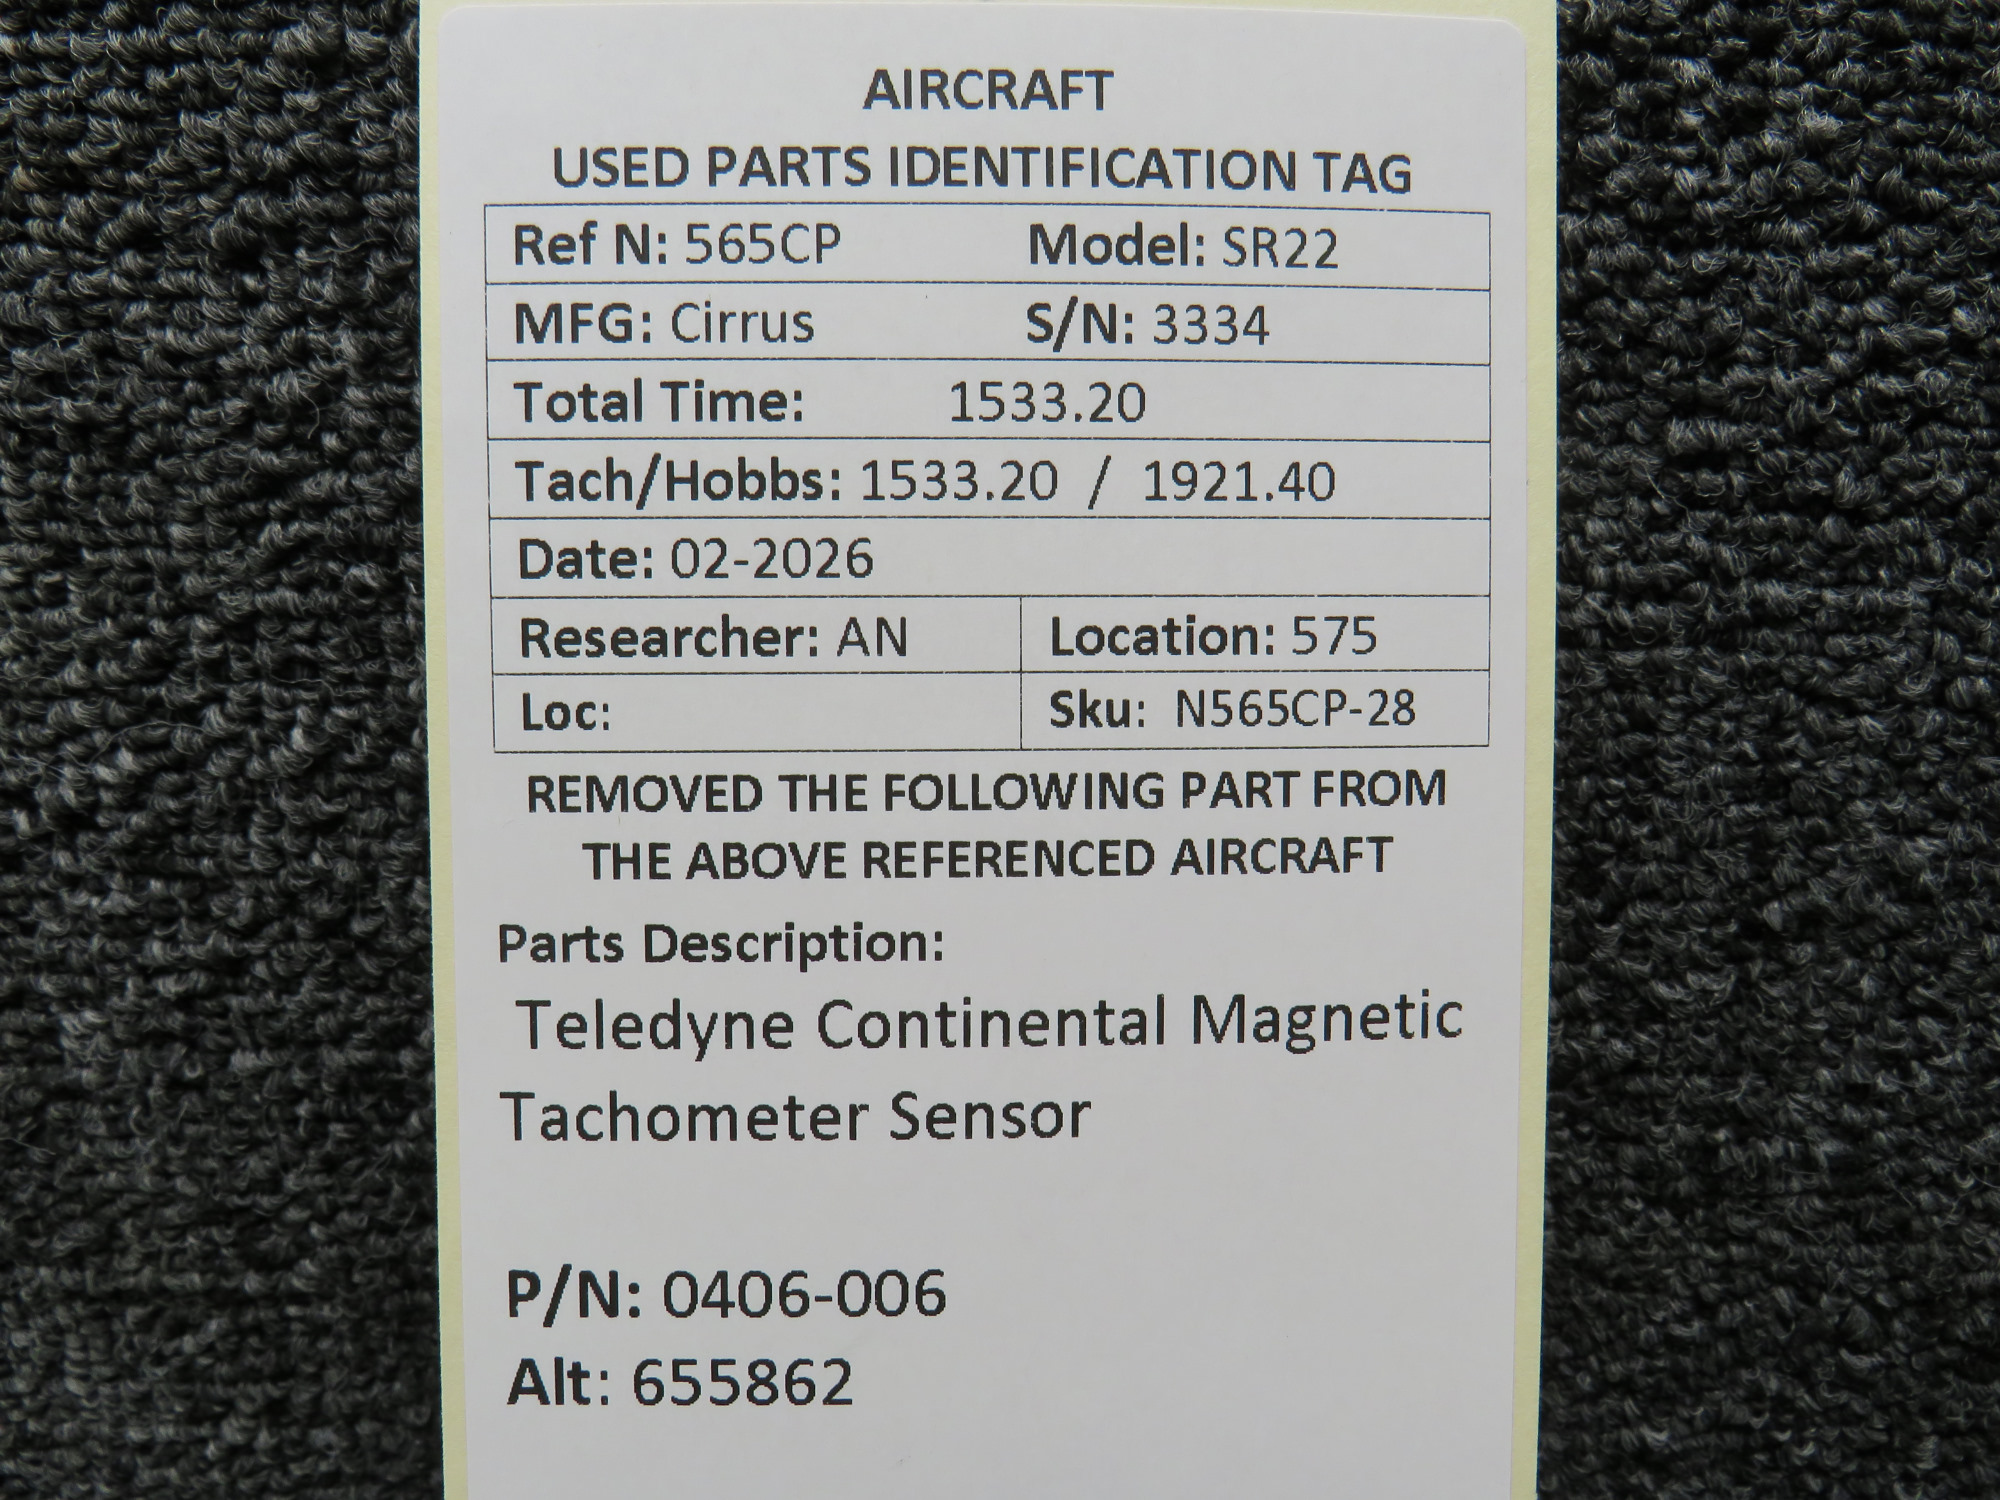 AIRCRAFT
USED PARTS IDENTIFICATION TAG
Ref N: 565CP Model: SR22
MFG: Cirrus S/N: 3334
Total Time: 1533.20
Tach/Hobbs: 1533.20 / 1921.40
Date: 02-2026
Researcher: AN Location: 575
Loc: Sku: N565CP-28
REMOVED THE FOLLOWING PART FROM
THE ABOVE REFERENCED AIRCRAFT
Parts Description:
Teledyne Continental Magnetic
Tachometer Sensor
P/N: 0406-006
Alt: 655862